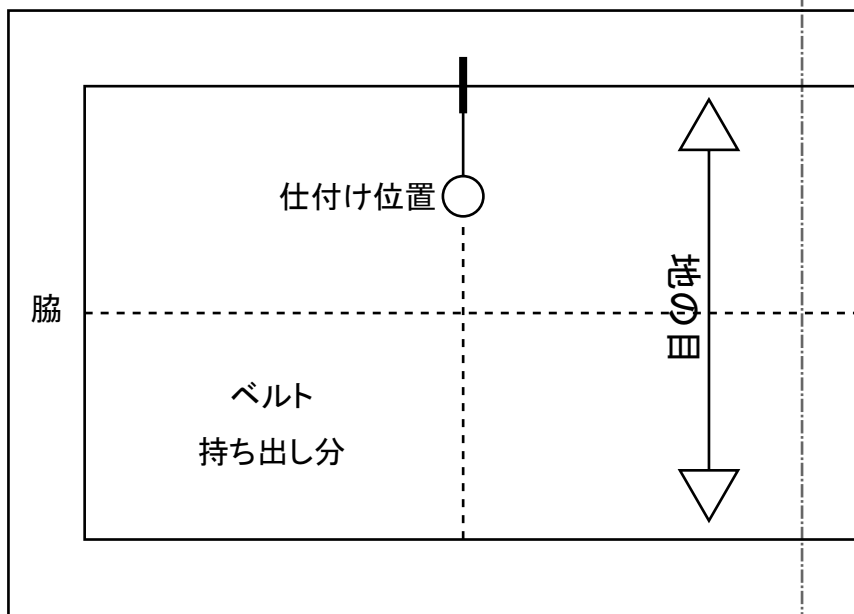 仕付け位置
地の目
脇
ベルト
持ち出し分